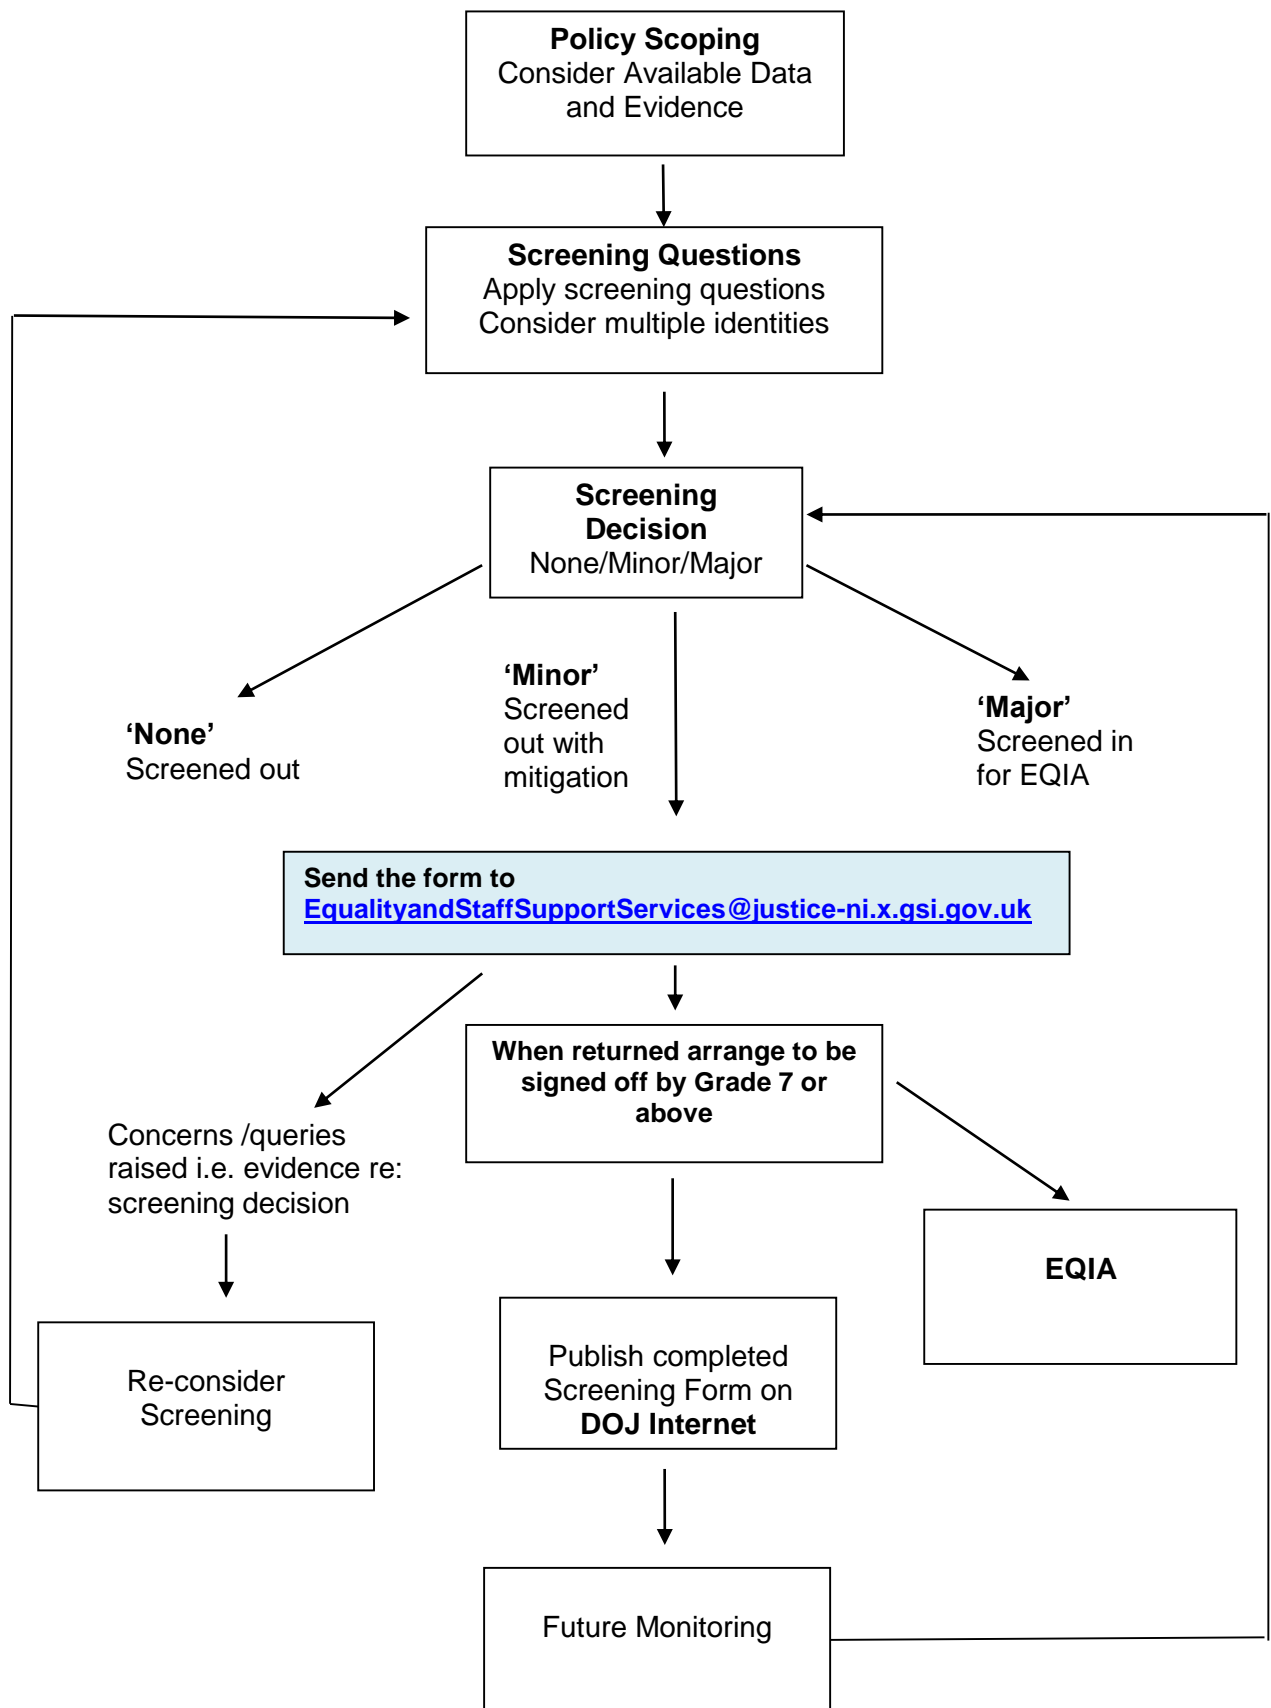 Policy Scoping
Consider Available Data
and Evidence
Screening Questions
Apply screening questions
Consider multiple identities
Screening
Decision
None/Minor/Major
‘None’
Screened out
‘Minor’
Screened
out with
mitigation
‘Major’
Screened in
for EQIA
Send the form to
EqualityandStaffSupportServices@justice-ni.x.gsi.gov.uk
When returned arrange to be
signed off by Grade 7 or
above
Concerns /queries
raised i.e. evidence re:
screening decision
EQIA
Re-consider
Screening
Publish completed
Screening Form on
DOJ Internet
Future Monitoring